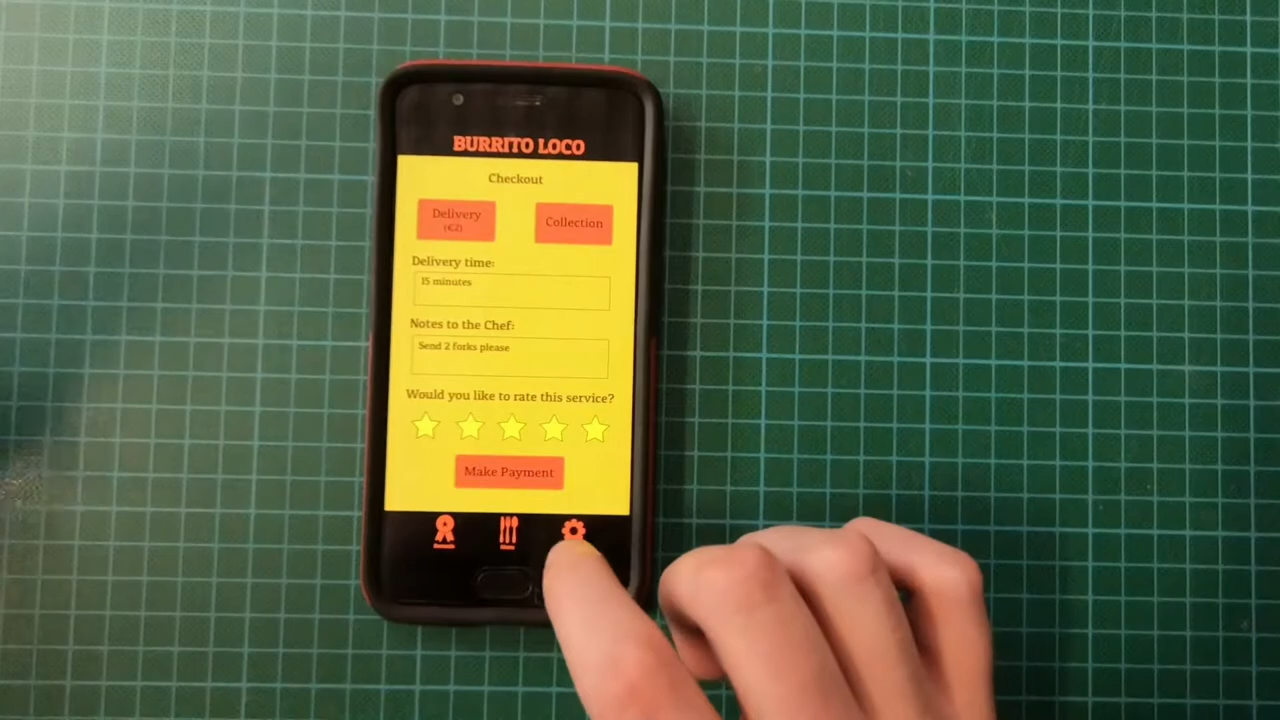 BURRITO LOCO
Checkout
Delivery
(€2)
Collection
Delivery time:
15 minutes
Notes to the Chef:
Send 2 forks please
Would you like to rate this service?
Make Payment